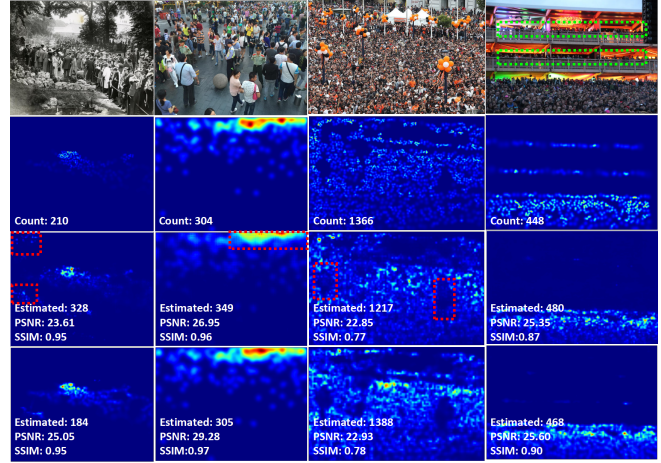 Count: 210
Count: 304
Count: 1366
Count: 448
Estimated: 328
PSNR: 23.61
SSIM: 0.95
Estimated: 349
PSNR: 26.95
SSIM: 0.96
Estimated: 1217
PSNR: 22.85
SSIM: 0.77
Estimated: 480
PSNR: 25.35
SSIM:0.87
Estimated: 184
PSNR: 25.05
SSIM: 0.95
Estimated: 305
PSNR: 29.28
SSIM:0.97
Estimated: 1388
PSNR: 22.93
SSIM: 0.78
Estimated: 468
PSNR: 25.60
SSIM: 0.90